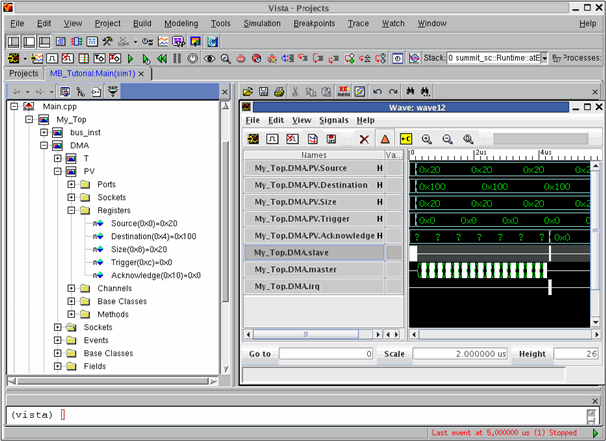 Vista - Projects
File Edit View Project Build Modeling Tools Simulation Breakpoints Trace Watch Window Help
Stack: 0 summit_sc::Runtime::atE Processes:
Projects MB_Tutorial:Main(sim1) ×
Main.cpp
My_Top
bus_inst
DMA
T
PV
Ports
Sockets
Registers
Source(0x0)=0x20
Destination(0x4)=0x100
Size(0x8)=0x20
Trigger(0xc)=0x0
Acknowledge(0x10)=0x0
Channels
Base Classes
Methods
Sockets
Events
Base Classes
Fields
Wave: wave12
File Edit View Signals Help
Names Va... 0 2us 4us
My_Top.DMA.PV.Source H 0x20 0x20 0x20
My_Top.DMA.PV.Destination H 0x100 0x100 0x100
My_Top.DMA.PV.Size H 0x20 0x20 0x20
My_Top.DMA.PV.Trigger H 0x0 0x0 0x0 0x0
My_Top.DMA.PV.Acknowledge H ? ? ? ? ? ? ? 0x0
My_Top.DMA.slave
My_Top.DMA.master
My_Top.DMA.irq
Go to 0 Scale 2.000000 us Height 26
(vista)
Last event at 5.000000 us (1) Stopped